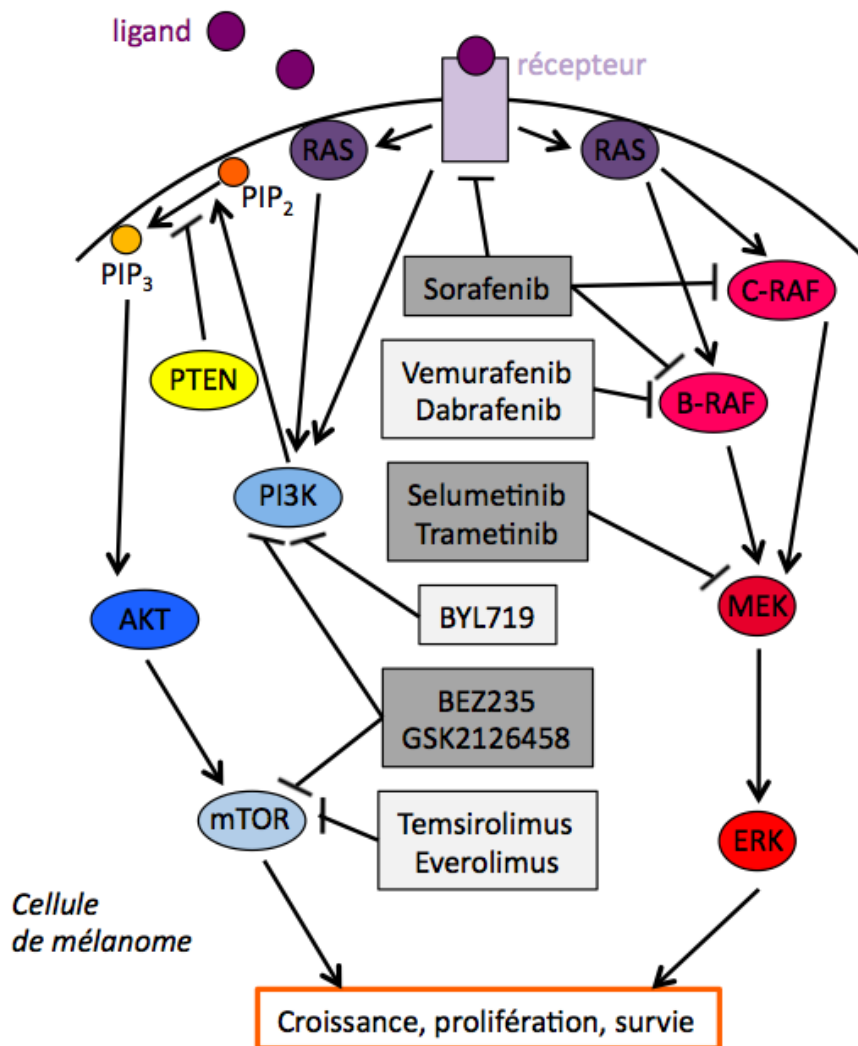 ligand
récepteur
RAS
RAS
PIP₂
PIP₃
Sorafenib
C-RAF
PTEN
Vemurafenib
Dabrafenib
B-RAF
PI3K
Selumetinib
Trametinib
AKT
BYL719
MEK
BEZ235
GSK2126458
mTOR
Temsirolimus
Everolimus
ERK
Cellule
de mélanome
Croissance, prolifération, survie